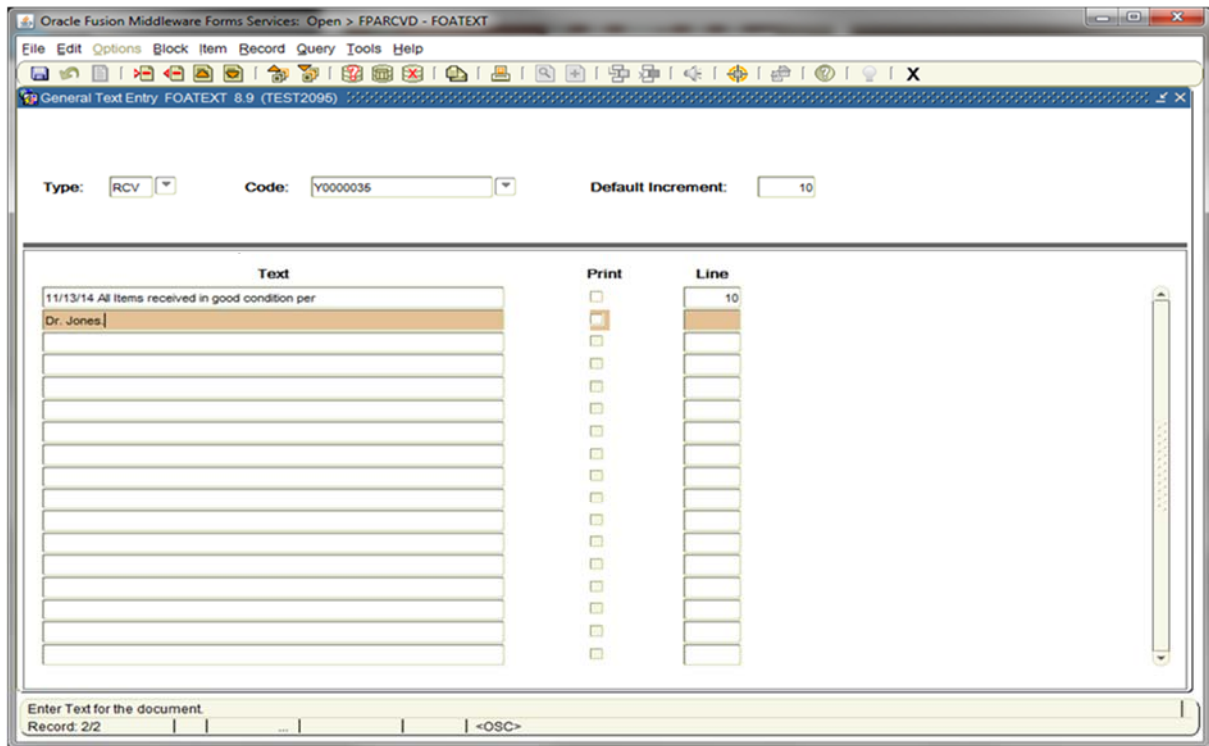 Oracle Fusion Middleware Forms Services: Open > FPARCVD - FOATEXT
File Edit Options Block Item Record Query Tools Help
General Text Entry FOATEXT 8.9 (TEST2095)
Type: RCV Code: Y0000035 Default Increment: 10
Text Print Line
11/13/14 All Items received in good condition per 10
Dr. Jones.
Enter Text for the document.
Record: 2/2 ... <OSC>